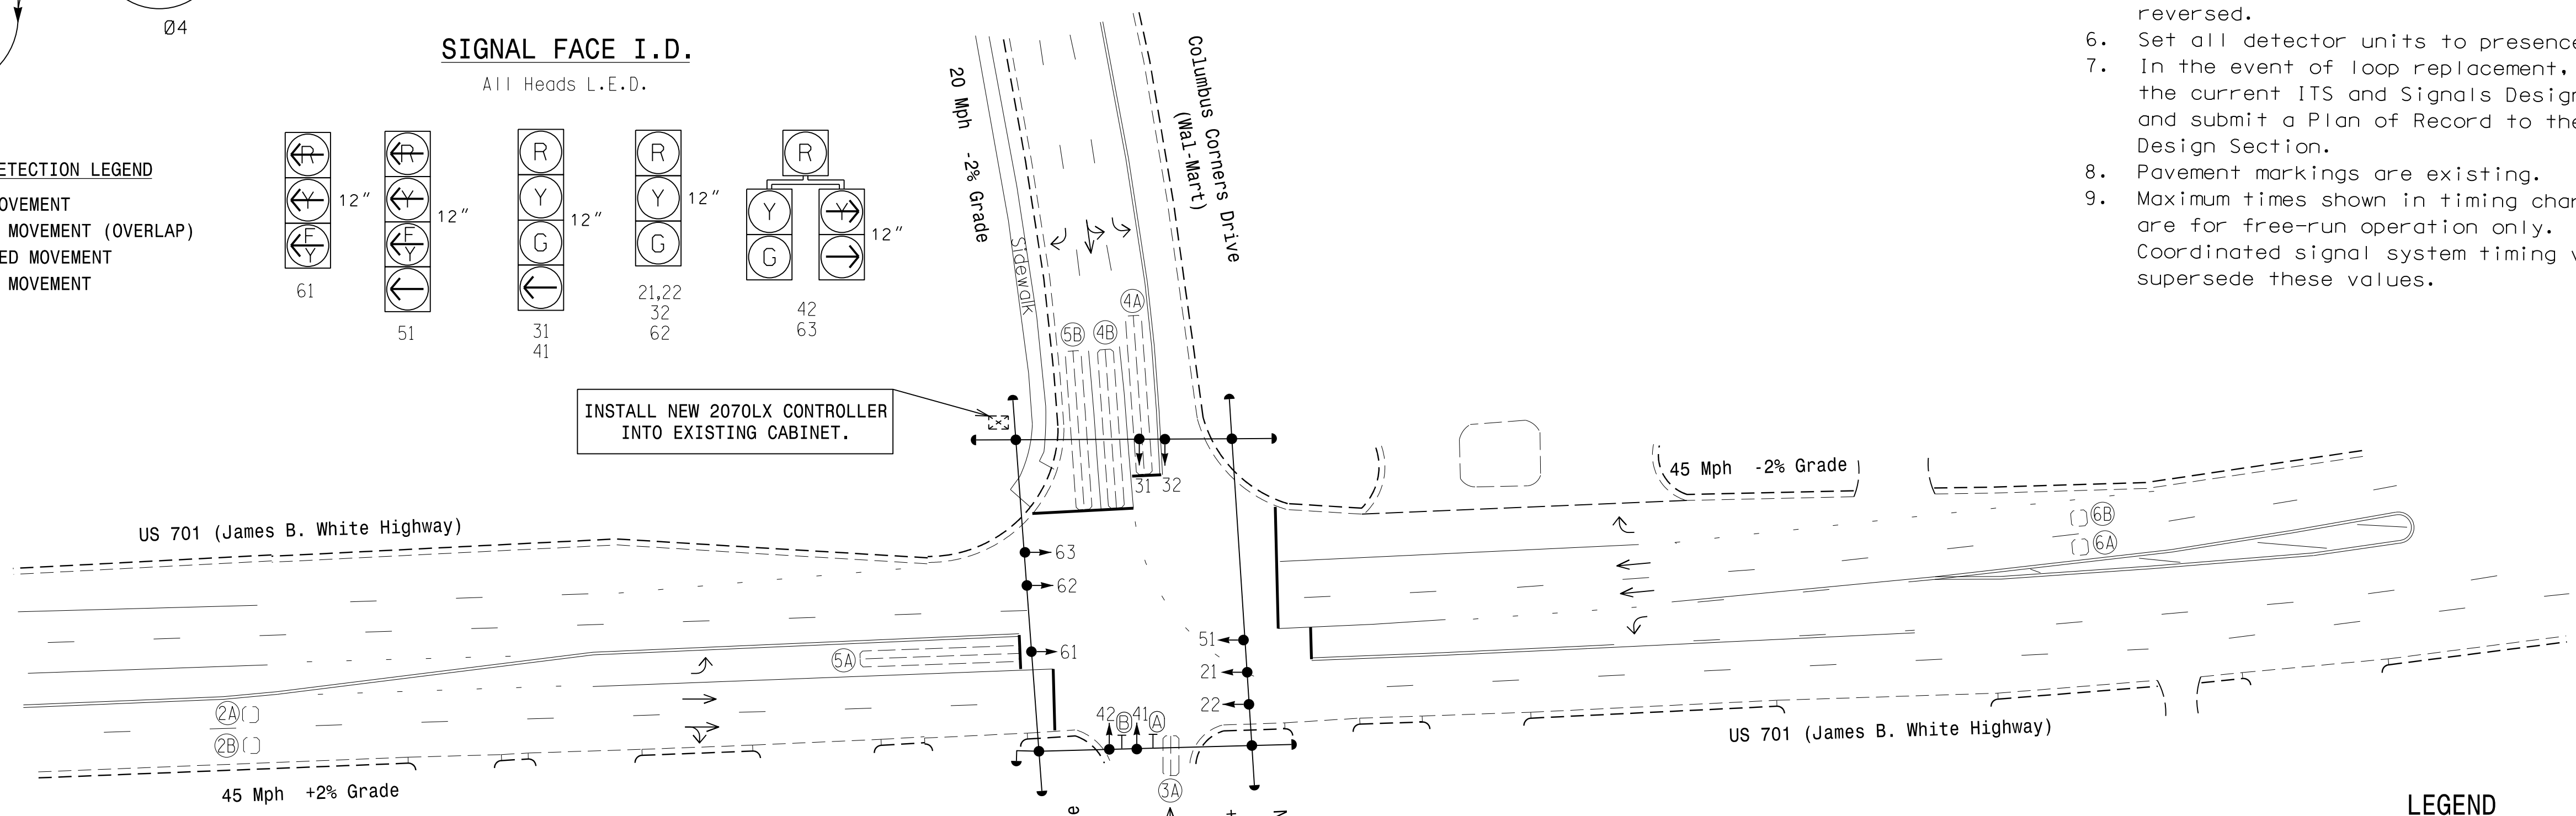 Ø4
SIGNAL FACE I.D.
All Heads L.E.D.
ETECTION LEGEND
OVEMENT
MOVEMENT (OVERLAP)
ED MOVEMENT
MOVEMENT
R
Y
F
Y
12"
61
R
Y
F
Y
12"
51
R
Y
G
12"
31
41
R
Y
G
12"
21,22
32
62
R
Y
Y
G
12"
42
63
reversed.
6. Set all detector units to presence
7. In the event of loop replacement,
the current ITS and Signals Design
and submit a Plan of Record to the
Design Section.
8. Pavement markings are existing.
9. Maximum times shown in timing char
are for free-run operation only.
Coordinated signal system timing v
supersede these values.
20 Mph -2% Grade
Sidewalk
Columbus Corners Drive
(Wal-Mart)
4A
5B
4B
INSTALL NEW 2070LX CONTROLLER
INTO EXISTING CABINET.
x
31 32
45 Mph -2% Grade
US 701 (James B. White Highway)
6B
6A
63
62
61
5A
51
21
22
2A
2B
42
B
41
A
3A
45 Mph +2% Grade
US 701 (James B. White Highway)
LEGEND